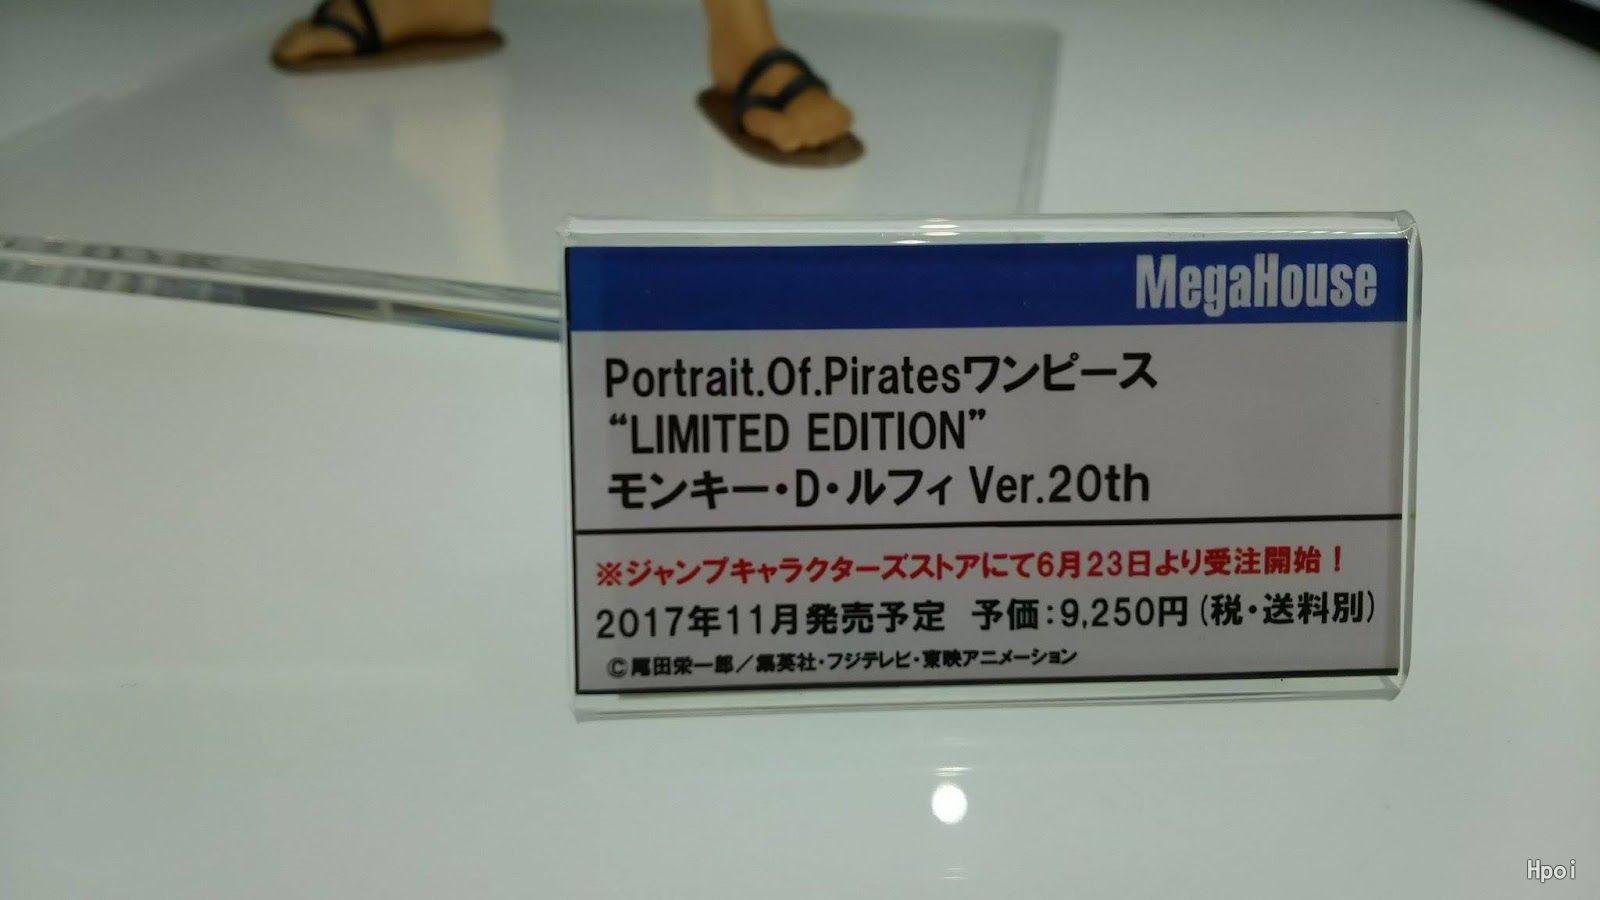 MegaHouse
Portrait.Of.Piratesワンピース
“LIMITED EDITION”
モンキー・D・ルフィ Ver.20th
※ジャンプキャラクターズストアにて6月23日より受注開始！
2017年11月発売予定 予価：9,250円（税・送料別）
©尾田栄一郎／集英社・フジテレビ・東映アニメーション
Hpoi